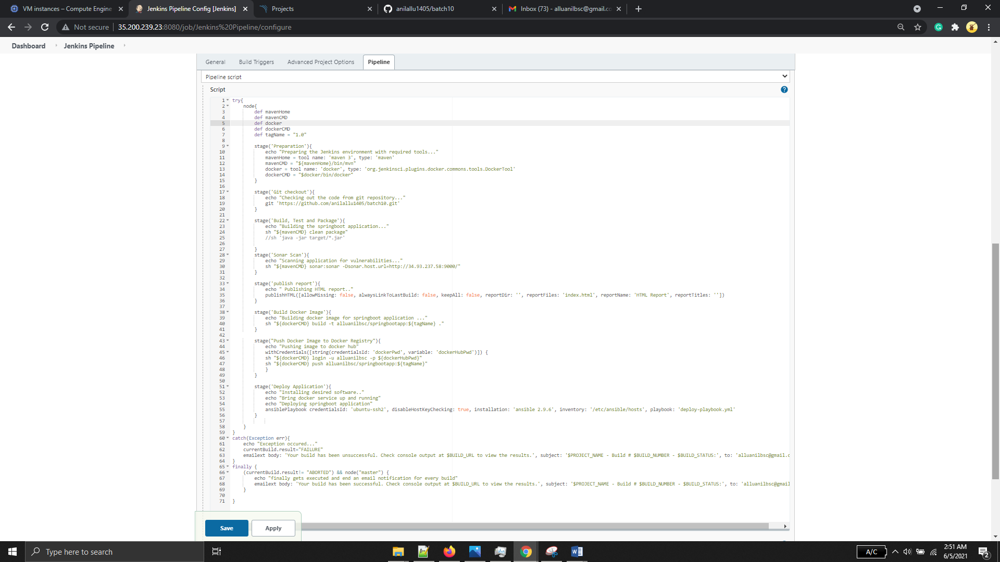 VM instances – Compute Engine
Jenkins Pipeline Config [Jenkins]
Projects
anilallu1405/batch10
Inbox (73) - alluanilbsc@gmail.co
Not secure
35.200.239.23:8080/job/Jenkins%20Pipeline/configure
Dashboard
Jenkins Pipeline
General
Build Triggers
Advanced Project Options
Pipeline
Pipeline script
Script
?
1 try{
2 node{
3 def mavenHome
4 def mavenCMD
5 def docker
6 def dockerCMD
7 def tagName = "1.0"
8
9 stage('Preparation'){
10 echo "Preparing the Jenkins environment with required tools..."
11 mavenHome = tool name: 'maven 3', type: 'maven'
12 mavenCMD = "${mavenHome}/bin/mvn"
13 docker = tool name: 'docker', type: 'org.jenkinsci.plugins.docker.commons.tools.DockerTool'
14 dockerCMD = "$docker/bin/docker"
15 }
16
17 stage('Git checkout'){
18 echo "Checking out the code from git repository..."
19 git 'https://github.com/anilallu1405/batch10.git'
20 }
21
22 stage('Build, Test and Package'){
23 echo "Building the springboot application..."
24 sh "${mavenCMD} clean package"
25 //sh 'java -jar target/*.jar'
26
27 }
28 stage('Sonar Scan'){
29 echo "Scanning application for vulnerabilities..."
30 sh "${mavenCMD} sonar:sonar -Dsonar.host.url=http://34.93.237.58:9000/"
31 }
32
33 stage('publish report'){
34 echo " Publishing HTML report.."
35 publishHTML([allowMissing: false, alwaysLinkToLastBuild: false, keepAll: false, reportDir: '', reportFiles: 'index.html', reportName: 'HTML Report', reportTitles: ''])
36 }
37
38 stage('Build Docker Image'){
39 echo "Building docker image for springboot application ..."
40 sh "${dockerCMD} build -t alluanilbsc/springbootapp:${tagName} ."
41 }
42
43 stage("Push Docker Image to Docker Registry"){
44 echo "Pushing image to docker hub"
45 withCredentials([string(credentialsId: 'dockerPwd', variable: 'dockerHubPwd')]) {
46 sh "${dockerCMD} login -u alluanilbsc -p ${dockerHubPwd}"
47 sh "${dockerCMD} push alluanilbsc/springbootapp:${tagName}"
48 }
49 }
50
51 stage('Deploy Application'){
52 echo "Installing desired software.."
53 echo "Bring docker service up and running"
54 echo "Deploying springboot application"
55 ansiblePlaybook credentialsId: 'ubuntu-ssh2', disableHostKeyChecking: true, installation: 'ansible 2.9.6', inventory: '/etc/ansible/hosts', playbook: 'deploy-playbook.yml'
56 }
57
58 }
59 }
60 catch(Exception err){
61 echo "Exception occured..."
62 currentBuild.result="FAILURE"
63 emailext body: 'Your build has been unsuccessful. Check console output at $BUILD_URL to view the results.', subject: '$PROJECT_NAME - Build # $BUILD_NUMBER - $BUILD_STATUS:', to: 'alluanilbsc@gmail.c
64 }
65 finally {
66 (currentBuild.result!= "ABORTED") && node("master") {
67 echo "finally gets executed and end an email notification for every build"
68 emailext body: 'Your build has been successful. Check console output at $BUILD_URL to view the results.', subject: '$PROJECT_NAME - Build # $BUILD_NUMBER - $BUILD_STATUS:', to: 'alluanilbsc@gmail
69 }
70
71 }
Save
Apply
Type here to search
A/C
2:51 AM
6/5/2021
2